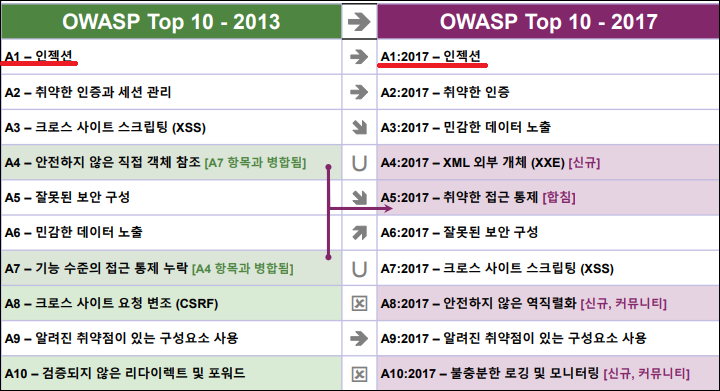 OWASP Top 10 - 2013 OWASP Top 10 - 2017
A1 – 인젝션 A1:2017 – 인젝션
A2 – 취약한 인증과 세션 관리 A2:2017 – 취약한 인증
A3 – 크로스 사이트 스크립팅 (XSS) A3:2017 – 민감한 데이터 노출
A4 – 안전하지 않은 직접 객체 참조 [A7 항목과 병합됨] A4:2017 – XML 외부 개체 (XXE) [신규]
A5 – 잘못된 보안 구성 A5:2017 – 취약한 접근 통제 [합침]
A6 – 민감한 데이터 노출 A6:2017 – 잘못된 보안 구성
A7 – 기능 수준의 접근 통제 누락 [A4 항목과 병합됨] A7:2017 – 크로스 사이트 스크립팅 (XSS)
A8 – 크로스 사이트 요청 변조 (CSRF) A8:2017 – 안전하지 않은 역직렬화 [신규, 커뮤니티]
A9 – 알려진 취약점이 있는 구성요소 사용 A9:2017 – 알려진 취약점이 있는 구성요소 사용
A10 – 검증되지 않은 리다이렉트 및 포워드 A10:2017 – 불충분한 로깅 및 모니터링 [신규, 커뮤니티]